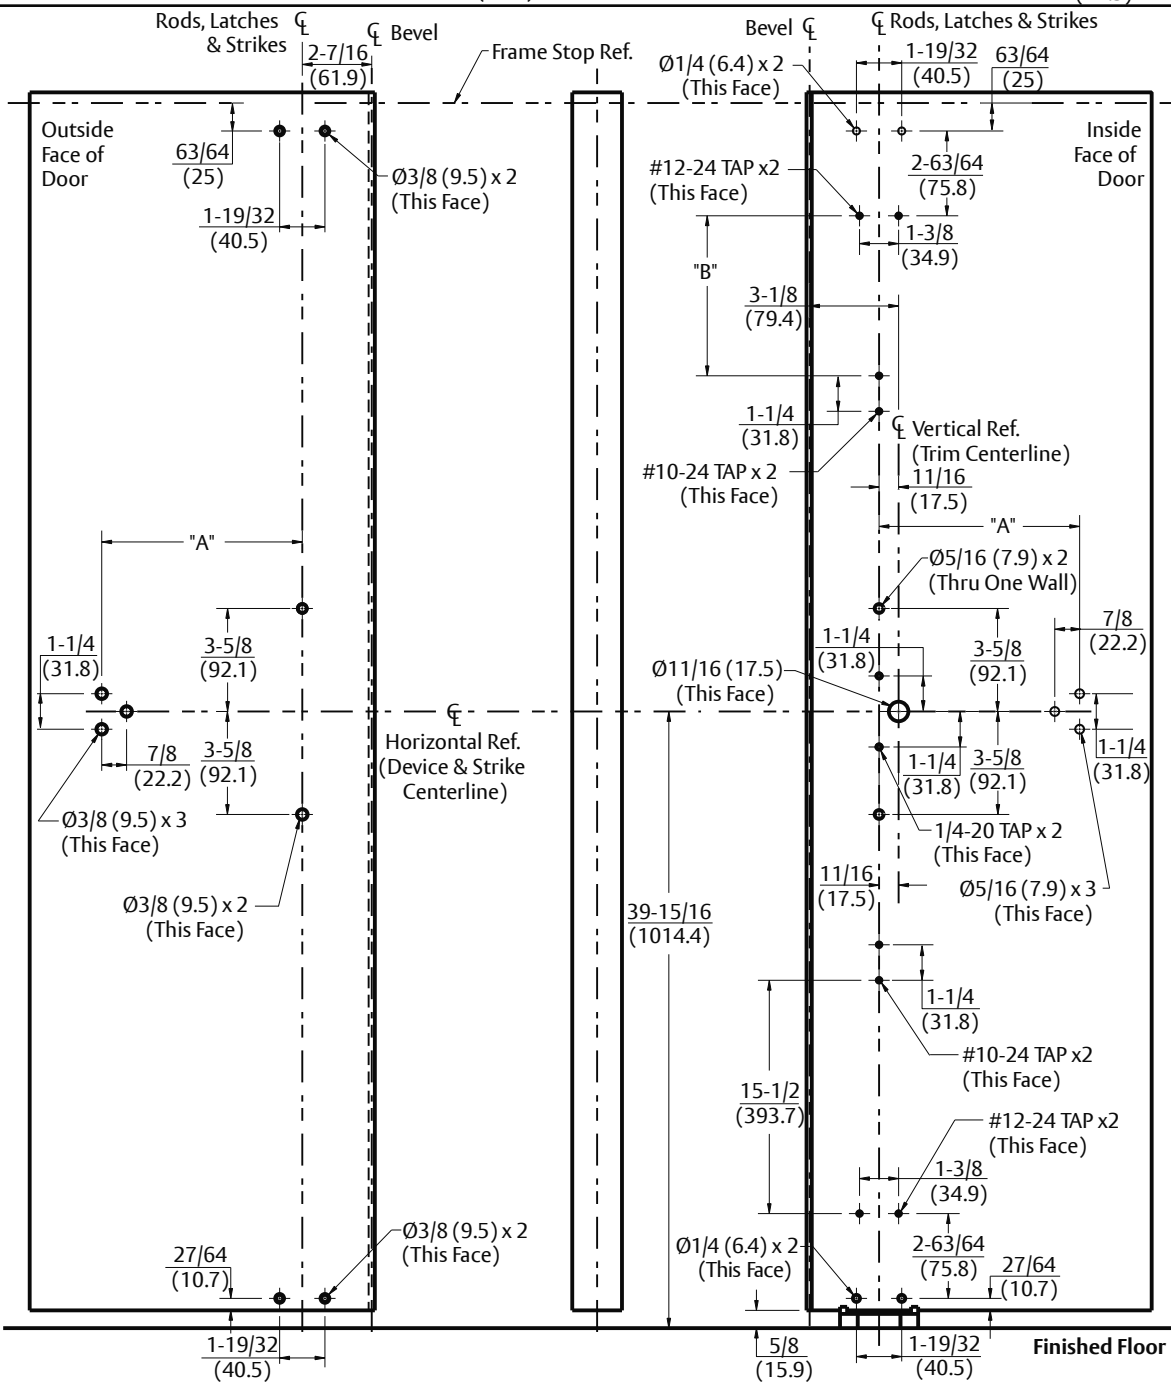 Rods, Latches
& Strikes
℄
2-7/16
(61.9)
℄ Bevel
Frame Stop Ref.
Outside
Face of
Door
63/64
(25)
1-19/32
(40.5)
Ø3/8 (9.5) x 2
(This Face)
"A"
3-5/8
(92.1)
1-1/4
(31.8)
3-5/8
(92.1)
7/8
(22.2)
Ø3/8 (9.5) x 3
(This Face)
Ø3/8 (9.5) x 2
(This Face)
℄
Horizontal Ref.
(Device & Strike
Centerline)
Ø3/8 (9.5) x 2
(This Face)
27/64
(10.7)
1-19/32
(40.5)
39-15/16
(1014.4)
Bevel ℄
℄ Rods, Latches & Strikes
Ø1/4 (6.4) x 2
(This Face)
1-19/32
(40.5)
63/64
(25)
Inside
Face of
Door
#12-24 TAP x2
(This Face)
2-63/64
(75.8)
1-3/8
(34.9)
"B"
3-1/8
(79.4)
1-1/4
(31.8)
℄ Vertical Ref.
(Trim Centerline)
#10-24 TAP x 2
(This Face)
11/16
(17.5)
"A"
Ø5/16 (7.9) x 2
(Thru One Wall)
7/8
(22.2)
1-1/4
(31.8)
3-5/8
(92.1)
Ø11/16 (17.5)
(This Face)
1-1/4
(31.8)
3-5/8
(92.1)
1-1/4
(31.8)
1/4-20 TAP x 2
(This Face)
11/16
(17.5)
Ø5/16 (7.9) x 3
(This Face)
1-1/4
(31.8)
#10-24 TAP x2
(This Face)
15-1/2
(393.7)
#12-24 TAP x2
(This Face)
1-3/8
(34.9)
Ø1/4 (6.4) x 2
(This Face)
2-63/64
(75.8)
27/64
(10.7)
5/8
(15.9)
1-19/32
(40.5)
Finished Floor